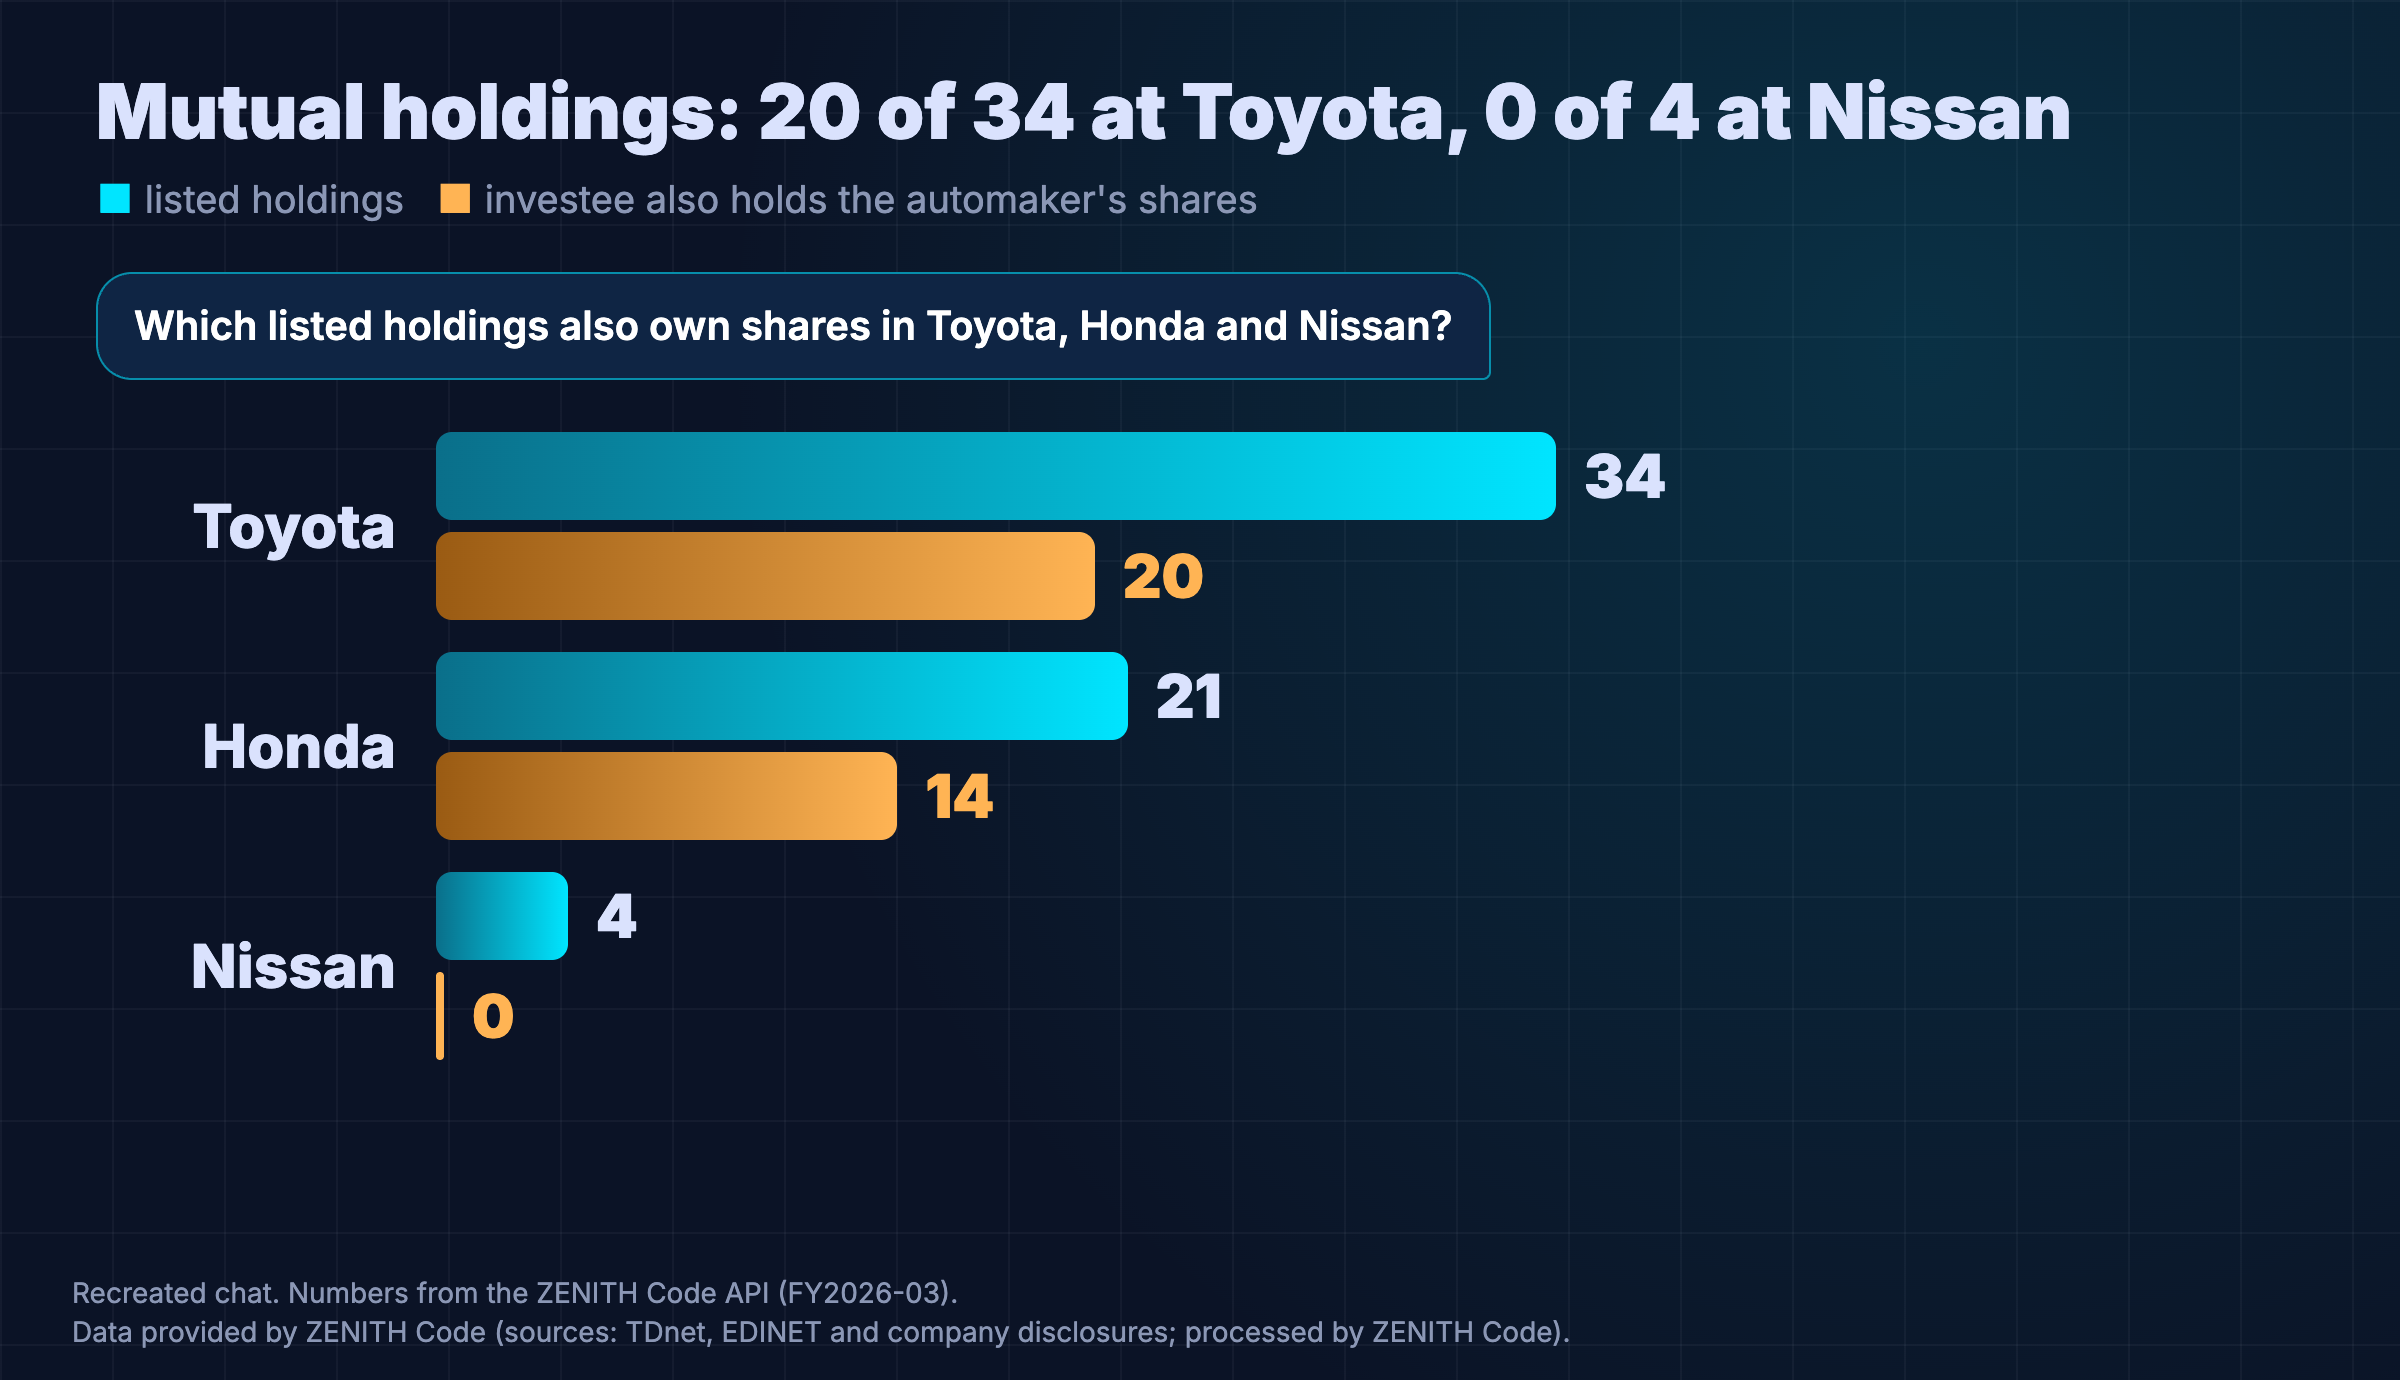 Mutual holdings: 20 of 34 at Toyota, 0 of 4 at Nissan
listed holdings investee also holds the automaker's shares
Which listed holdings also own shares in Toyota, Honda and Nissan?
34
Toyota
20
21
Honda
14
4
Nissan
0
Recreated chat. Numbers from the ZENITH Code API (FY2026-03).
Data provided by ZENITH Code (sources: TDnet, EDINET and company disclosures; processed by ZENITH Code).